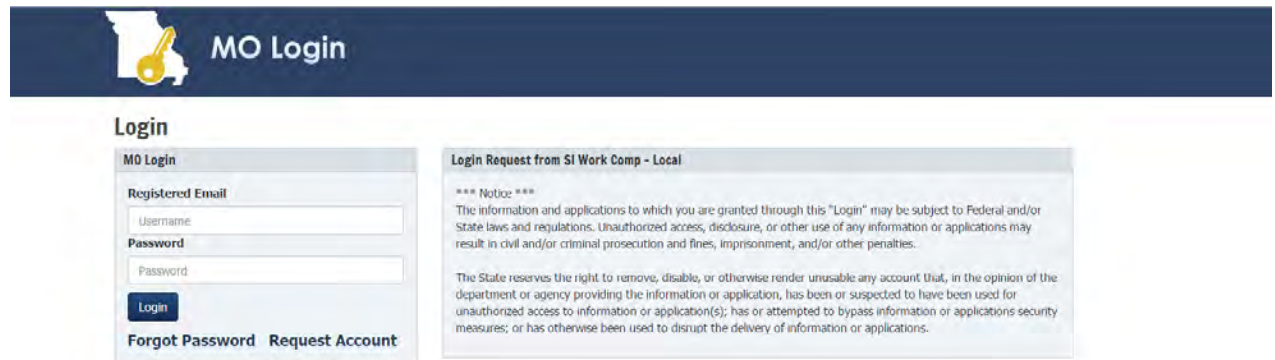 MO Login
Login
MO Login
Registered Email
Username
Password
Password
Login
Forgot Password Request Account
Login Request from SI Work Comp - Local
*** Notice ***
The information and applications to which you are granted through this "Login" may be subject to Federal and/or
State laws and regulations. Unauthorized access, disclosure, or other use of any information or applications may
result in civil and/or criminal prosecution and fines, imprisonment, and/or other penalties.
The State reserves the right to remove, disable, or otherwise render unusable any account that, in the opinion of the
department or agency providing the information or application, has been or suspected to have been used for
unauthorized access to information or application(s); has or attempted to bypass information or applications security
measures; or has otherwise been used to disrupt the delivery of information or applications.